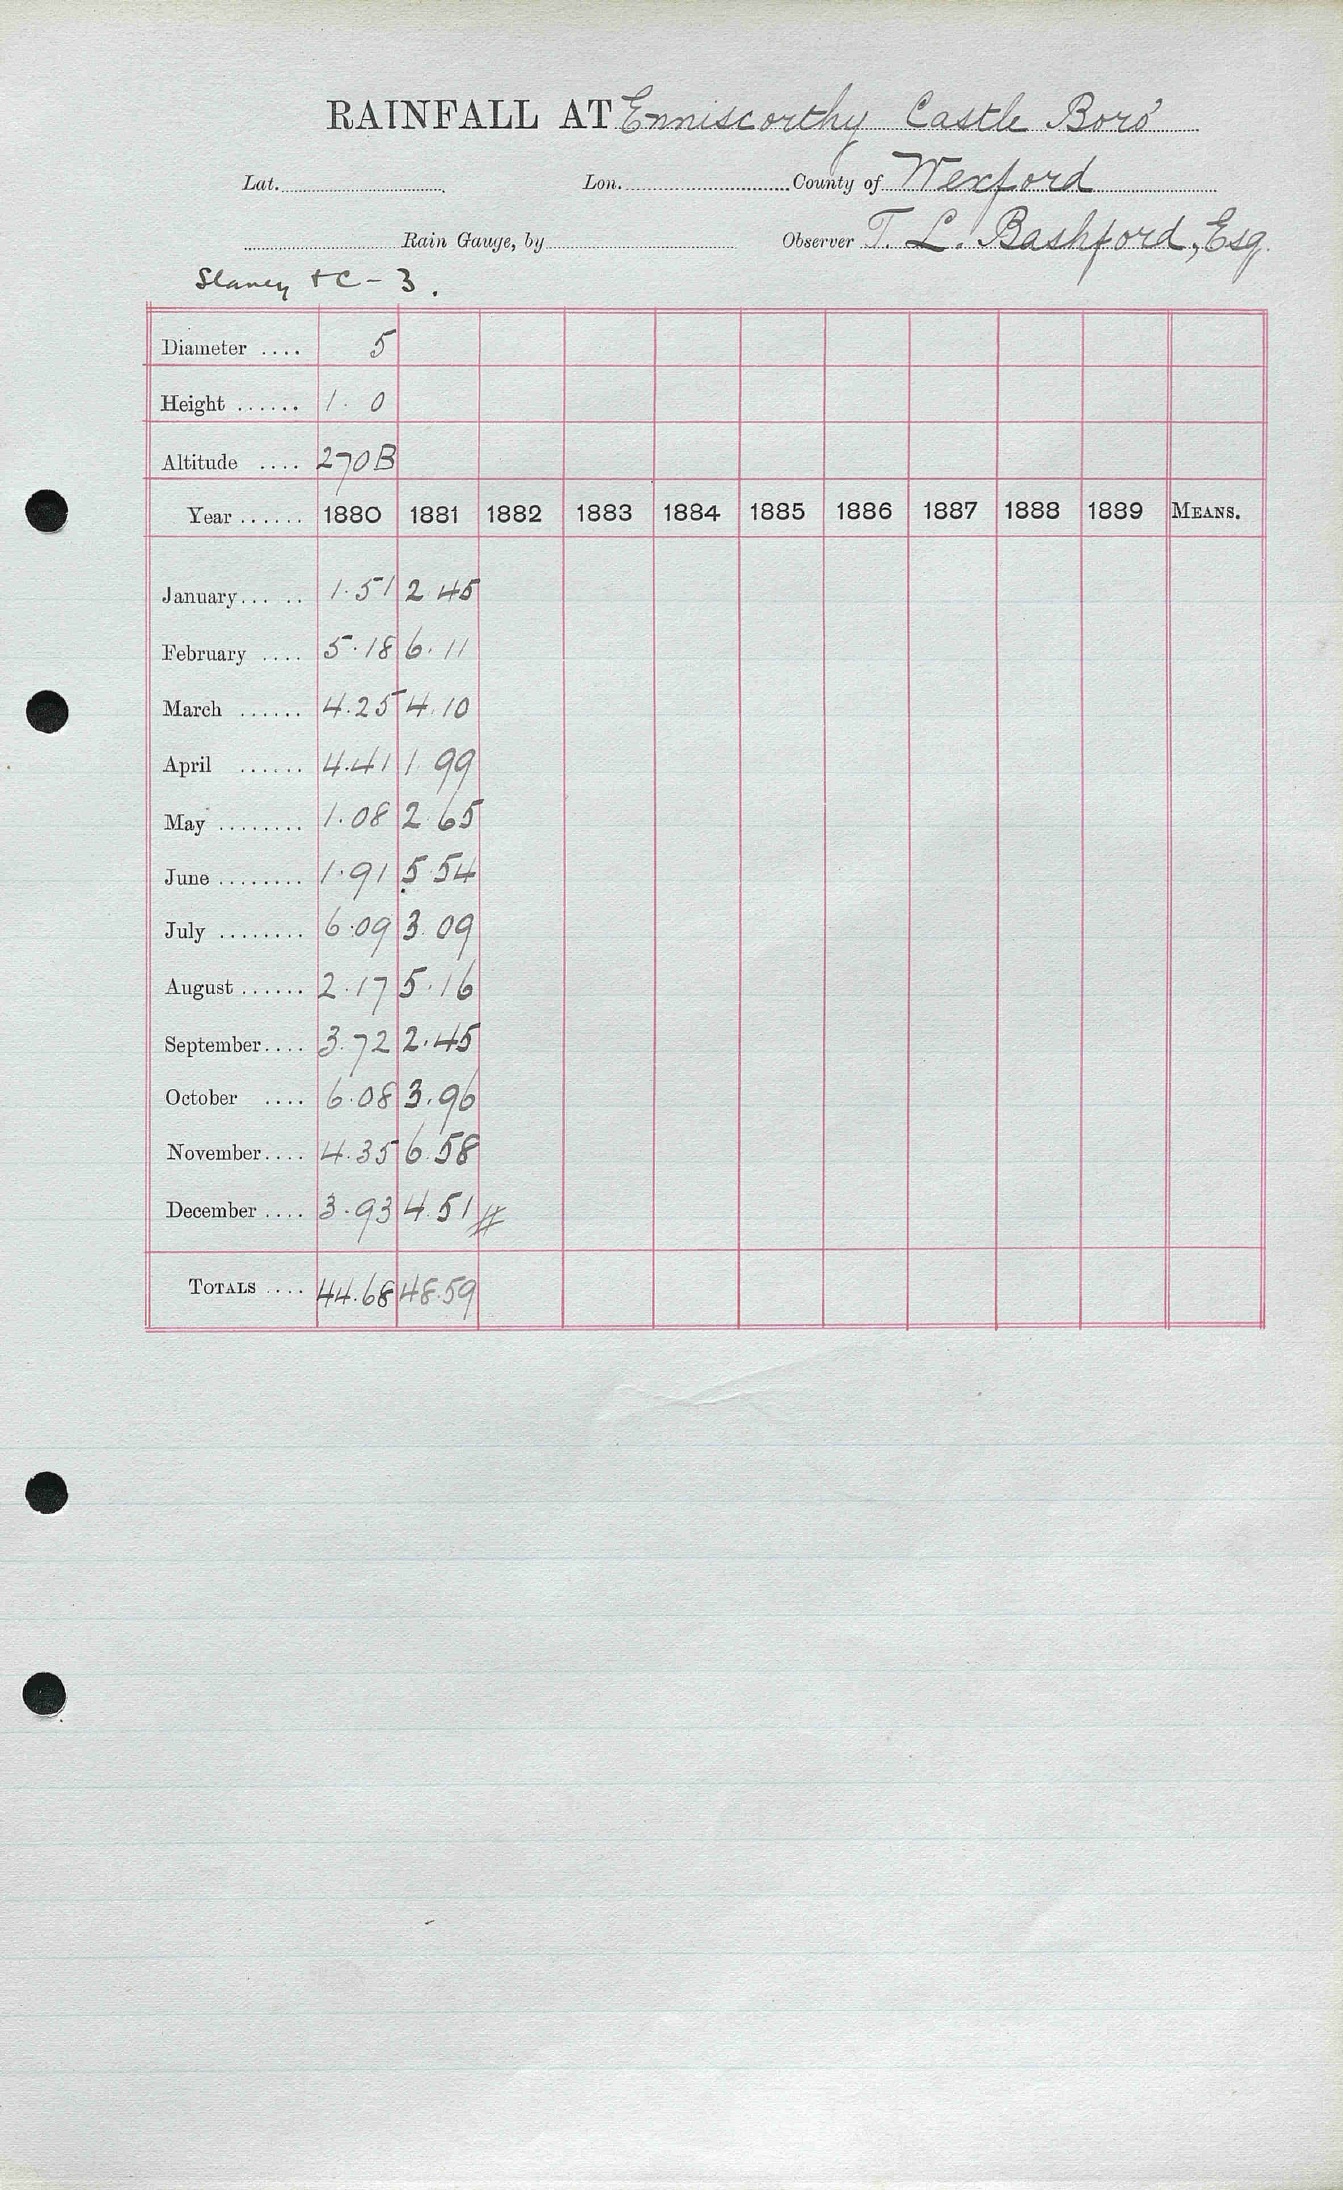 RAINFALL AT Enniscorthy Castle Boro'
Lat. Lon. County of Wexford
Rain Gauge, by Observer T. L. Bashford, Esq.
Slaney &C - 3.
Diameter .... 5
Height ...... 1. 0
Altitude .... 270B
Year ...... 1880 1881 1882 1883 1884 1885 1886 1887 1888 1889 MEANS.
January... .. 1.51 2 45
February .... 5.18 6.11
March ...... 4.25 4.10
April ...... 4.41 1 99
May ........ 1.08 2.65
June ........ 1.91 5.54
July ........ 6.09 3.09
August ...... 2.17 5.16
September.... 3.72 2.45
October .... 6.08 3.96
November.... 4.35 6.58
December .... 3.93 4.51 #
TOTALS .... 44.68 48.59